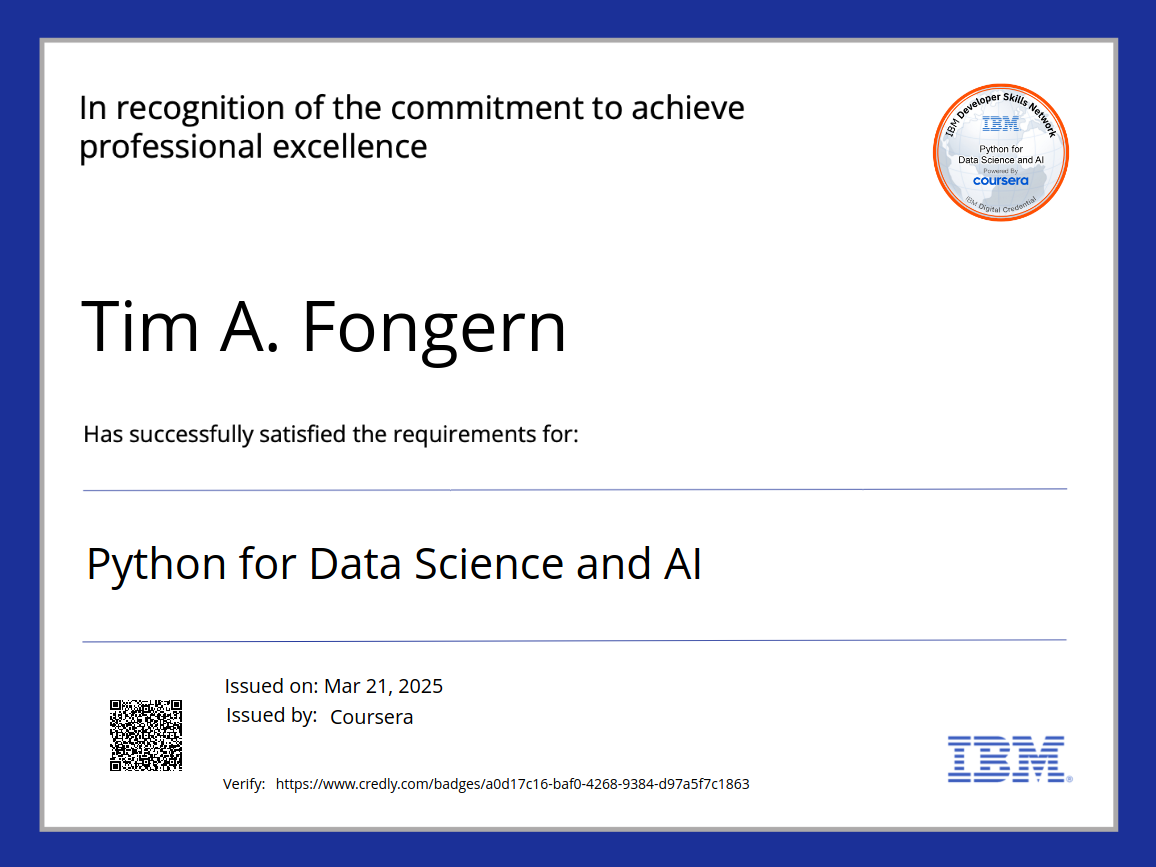 In recognition of the commitment to achieve
professional excellence
IBM Developer Skills Network
IBM
Python for
Data Science and AI
Powered By
coursera
IBM Digital Credential
Tim A. Fongern
Has successfully satisfied the requirements for:
Python for Data Science and AI
Issued on: Mar 21, 2025
Issued by: Coursera
Verify: https://www.credly.com/badges/a0d17c16-baf0-4268-9384-d97a5f7c1863
IBM®